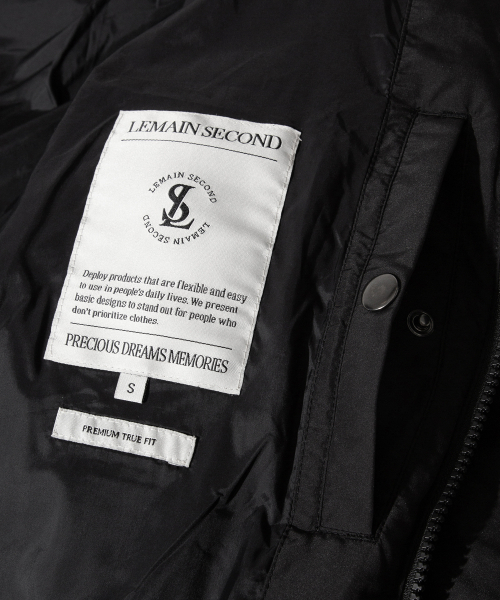 LEMAIN SECOND
LEMAIN SECOND
SL
LEMAIN SECOND
Deploy products that are flexible and easy
to use in people's daily lives. We present
basic designs to stand out for people who
don't prioritize clothes.
PRECIOUS DREAMS MEMORIES
S
PREMIUM TRUE FIT